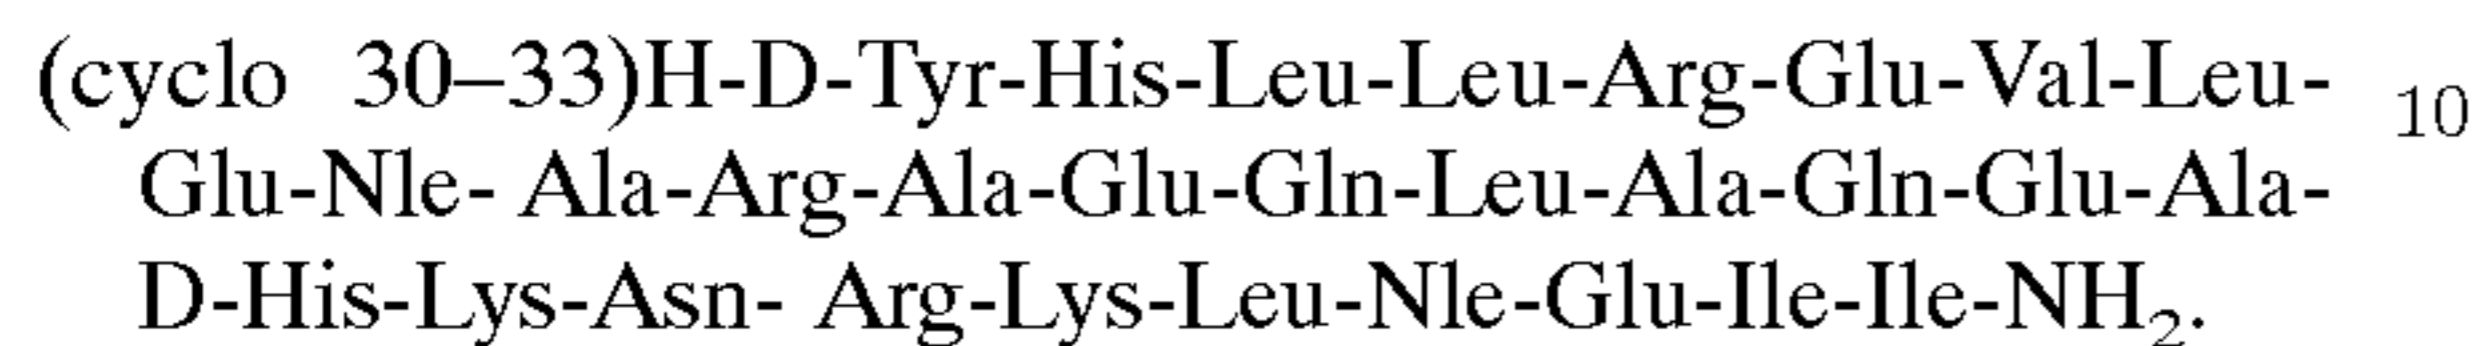 (cyclo 30–33)H-D-Tyr-His-Leu-Leu-Arg-Glu-Val-Leu- 10
Glu-Nle- Ala-Arg-Ala-Glu-Gln-Leu-Ala-Gln-Glu-Ala-
D-His-Lys-Asn- Arg-Lys-Leu-Nle-Glu-Ile-Ile-NH₂.